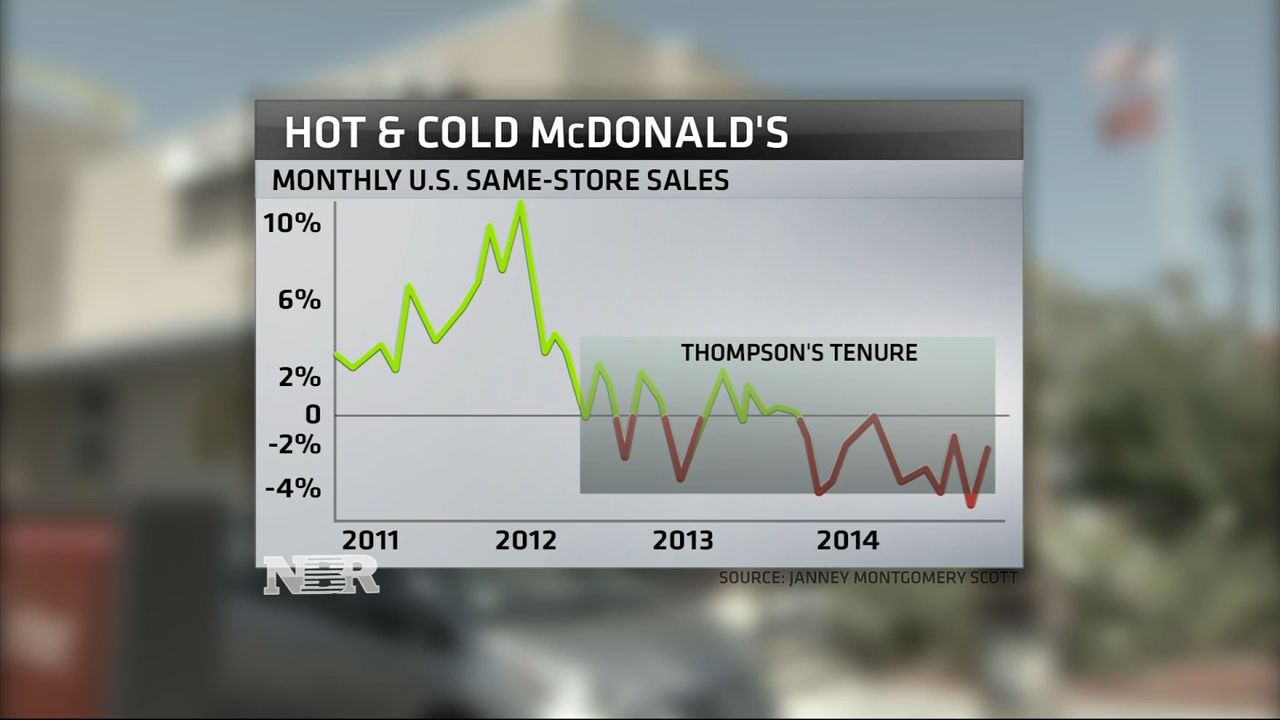 HOT & COLD McDONALD'S
MONTHLY U.S. SAME-STORE SALES
10%
6%
THOMPSON'S TENURE
2%
0
-2%
-4%
2011 2012 2013 2014
NBR
SOURCE: JANNEY MONTGOMERY SCOTT